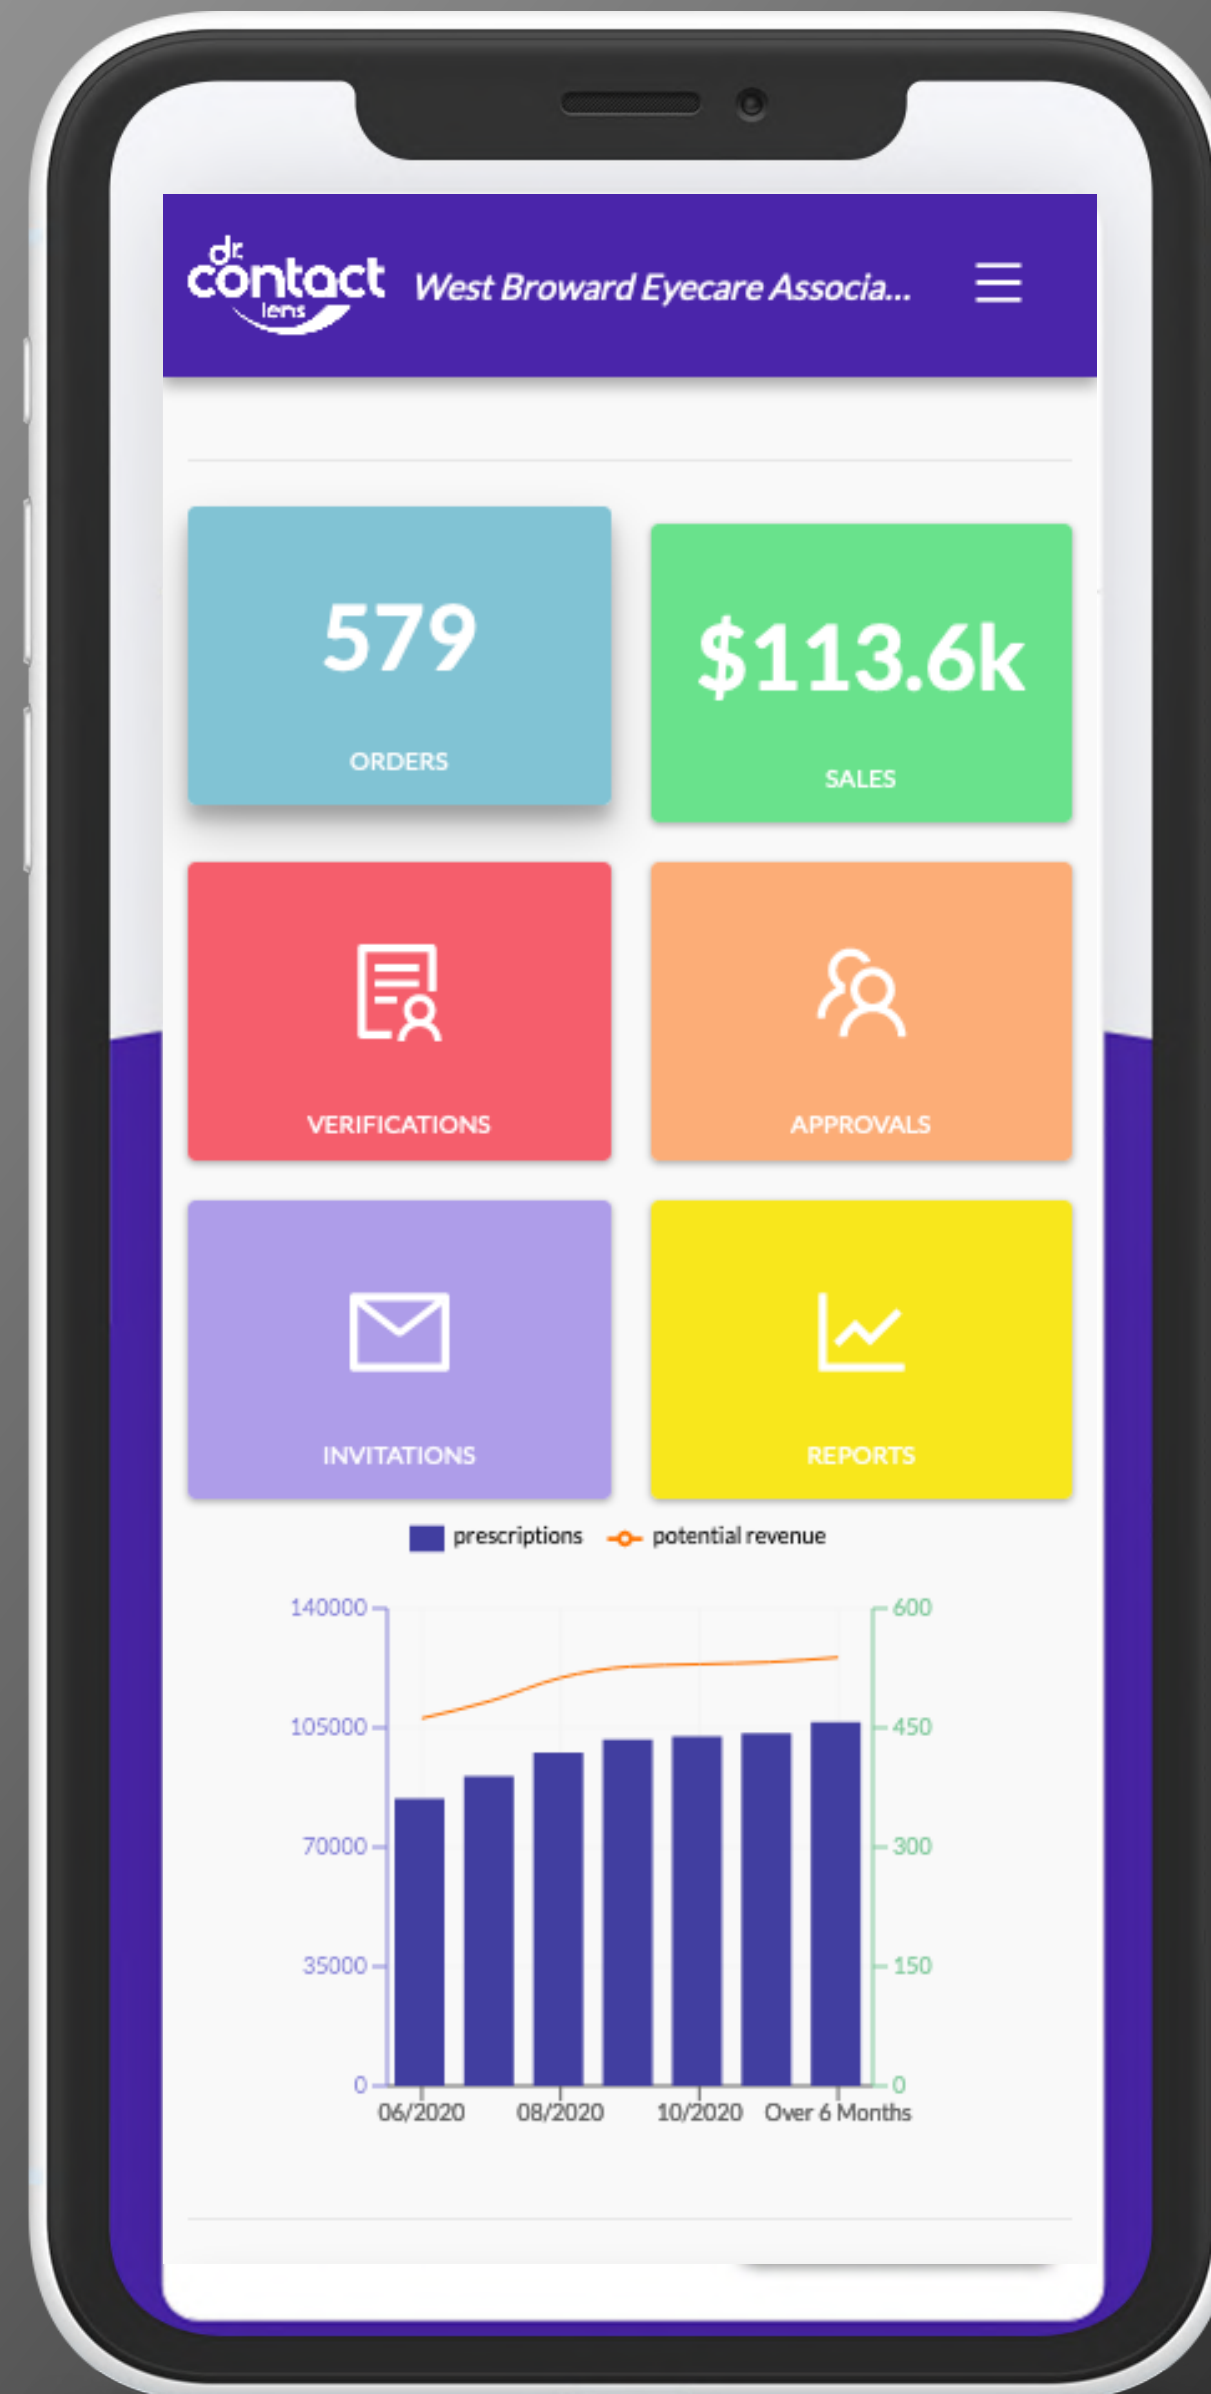 dr.
contact
lens
West Broward Eyecare Associa...
579
ORDERS
$113.6k
SALES
VERIFICATIONS
APPROVALS
INVITATIONS
REPORTS
prescriptions potential revenue
140000 600
105000 450
70000 300
35000 150
0 0
06/2020 08/2020 10/2020 Over 6 Months